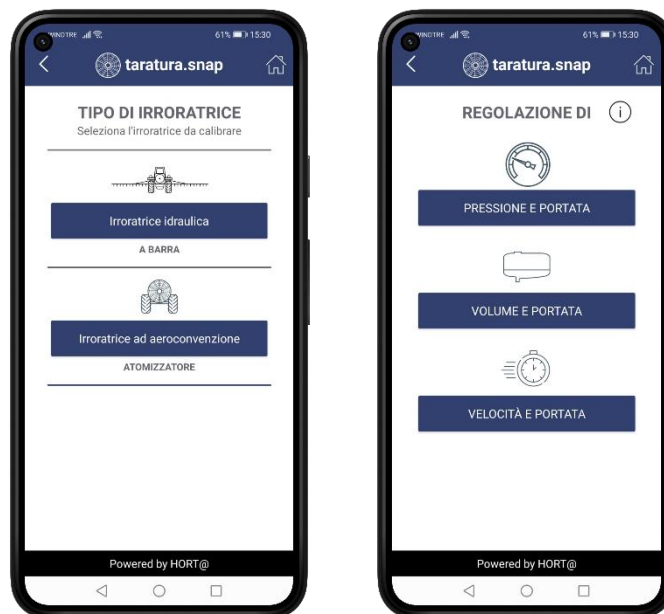 WINDTRE 61% 15:30
taratura.snap
TIPO DI IRRORATRICE
Seleziona l'irroratrice da calibrare
Irroratrice idraulica
A BARRA
Irroratrice ad aeroconvenzione
ATOMIZZATORE
Powered by HORT@
WINDTRE 61% 15:30
taratura.snap
REGOLAZIONE DI i
PRESSIONE E PORTATA
VOLUME E PORTATA
VELOCITÀ E PORTATA
Powered by HORT@